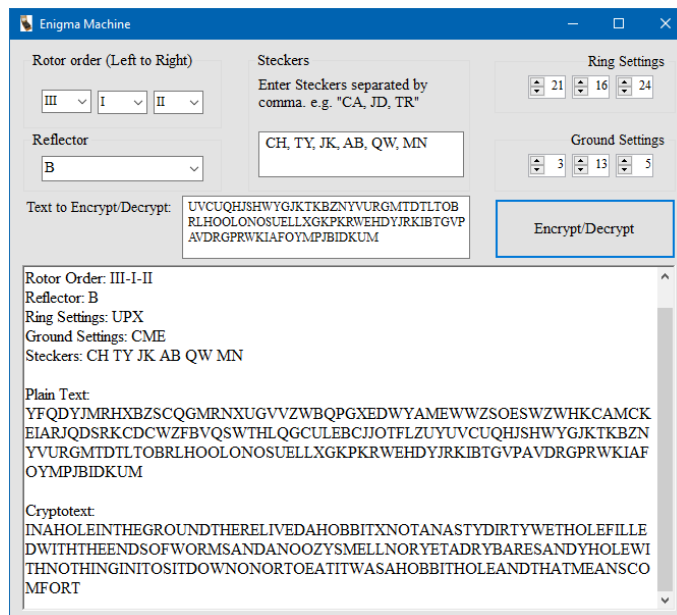 Enigma Machine
Rotor order (Left to Right)
III
I
II
Steckers
Enter Steckers separated by
comma. e.g. "CA, JD, TR"
CH, TY, JK, AB, QW, MN
Ring Settings
21
16
24
Reflector
B
Ground Settings
3
13
5
Text to Encrypt/Decrypt:
UVCUQHJSHWYGJKTKBZNYVURGMTDTLTOB
RLHOOLONOSUELLXGKPKRWEHDYJRKIBTGVP
AVDRGPRWKIAFOYMPJBIDKUM
Encrypt/Decrypt
Rotor Order: III-I-II
Reflector: B
Ring Settings: UPX
Ground Settings: CME
Steckers: CH TY JK AB QW MN
Plain Text:
YFQDYJMRHXBZSCQGMRNXUGVVZWBQPGXEDWYAMEWWZSOESWZWHKCAMCK
EIARJQDSRKCDCWZFBVQSWTHLQGCULEBCJJOTFLZUYUVCUQHJSHWYGJKTKBZN
YVURGMTDTLTOBRLHOOLONOSUELLXGKPKRWEHDYJRKIBTGVPAVDRGPRWKIAF
OYMPJBIDKUM
Cryptotext:
INAHOLEINTHEGROUNDTHERELIVEDAHOBBITXNOTANASTYDIRTYWETHOLEFILLE
DWITHTHEENDSOFWORMSANDANOOZYSMELLNORYETADRYBARESANDYHOLEWI
THNOTHINGINITOSITDOWNONORTOEATITWASAHOBBITHOLEANDTHATMEANSCO
MFORT